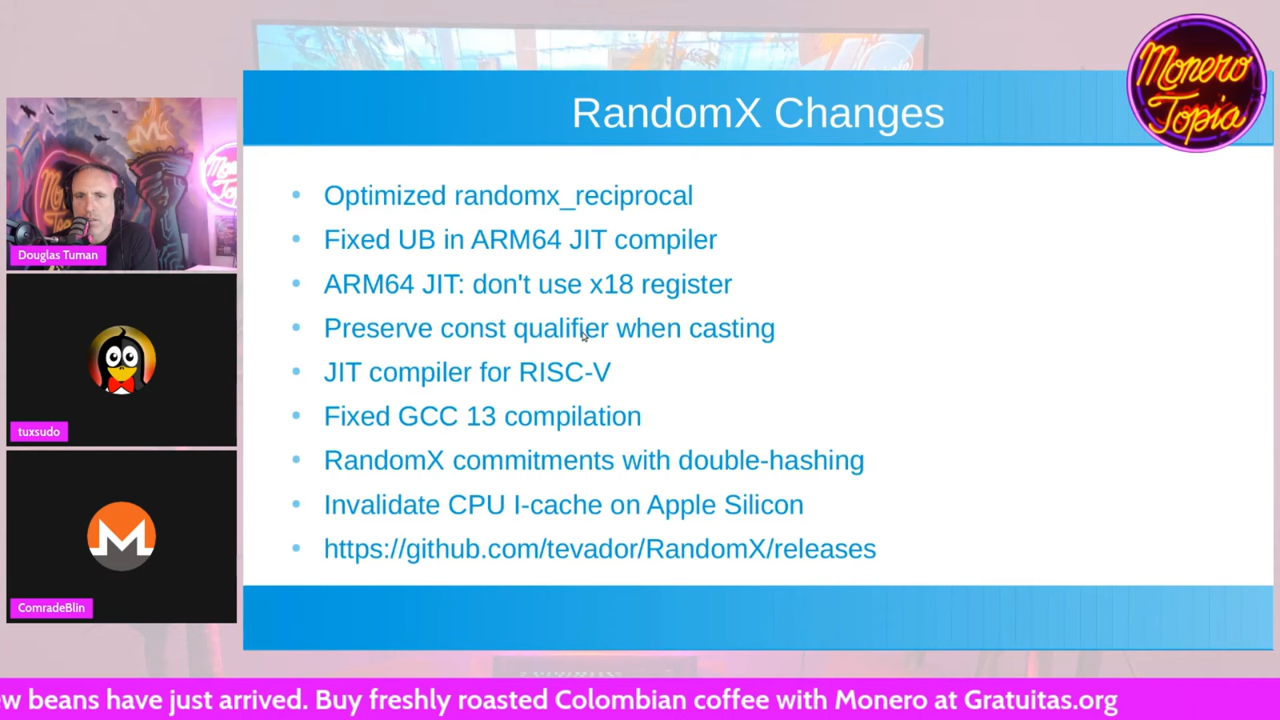 RandomX Changes
Monero
Topia
Optimized randomx_reciprocal
Fixed UB in ARM64 JIT compiler
ARM64 JIT: don't use x18 register
Preserve const qualifier when casting
JIT compiler for RISC-V
Fixed GCC 13 compilation
RandomX commitments with double-hashing
Invalidate CPU I-cache on Apple Silicon
https://github.com/tevador/RandomX/releases
Douglas Tuman
tuxsudo
ComradeBlin
ew beans have just arrived. Buy freshly roasted Colombian coffee with Monero at Gratuitas.org